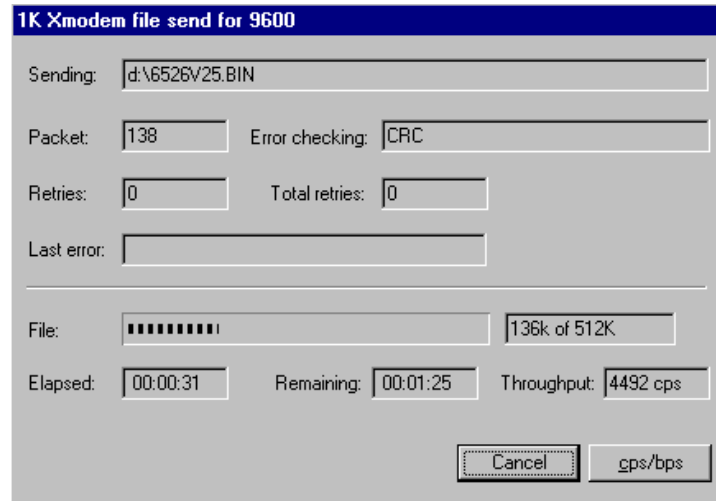 1K Xmodem file send for 9600
Sending: d:\6526V25.BIN
Packet: 138 Error checking: CRC
Retries: 0 Total retries: 0
Last error:
File: 136k of 512K
Elapsed: 00:00:31 Remaining: 00:01:25 Throughput: 4492 cps
Cancel cps/bps